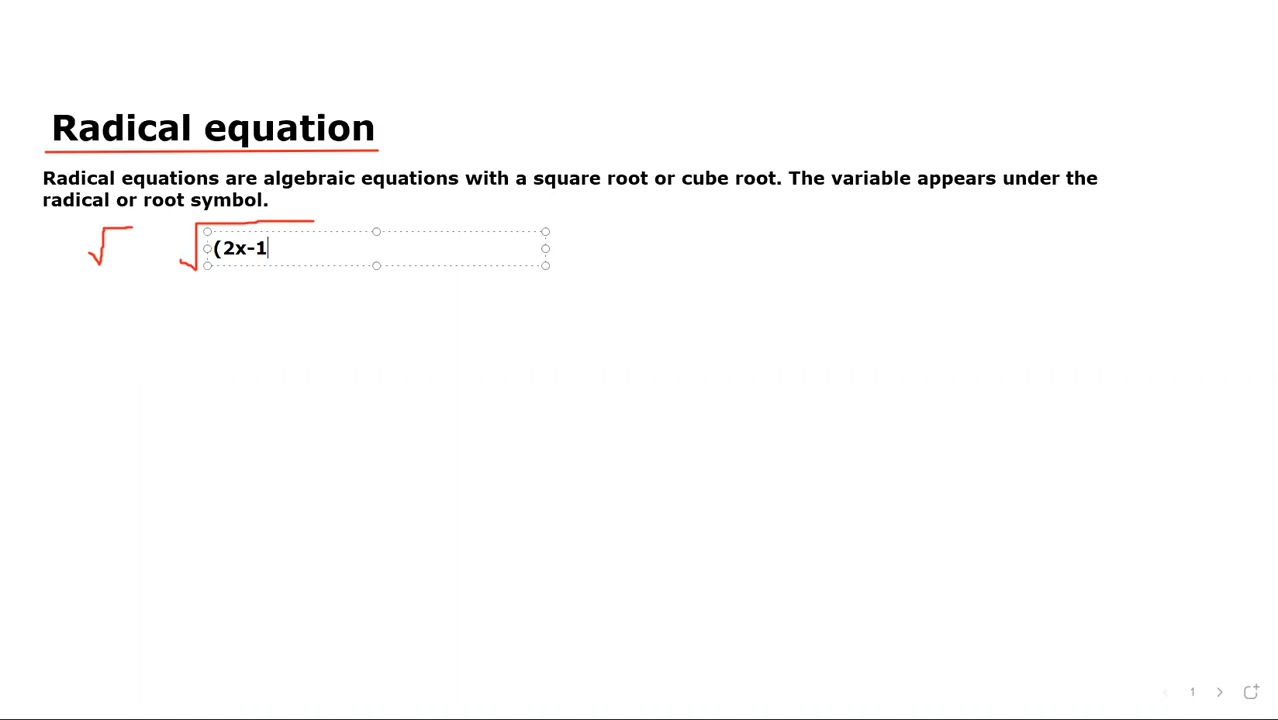 Radical equation
Radical equations are algebraic equations with a square root or cube root. The variable appears under the
radical or root symbol.
√ √(2x-1
1